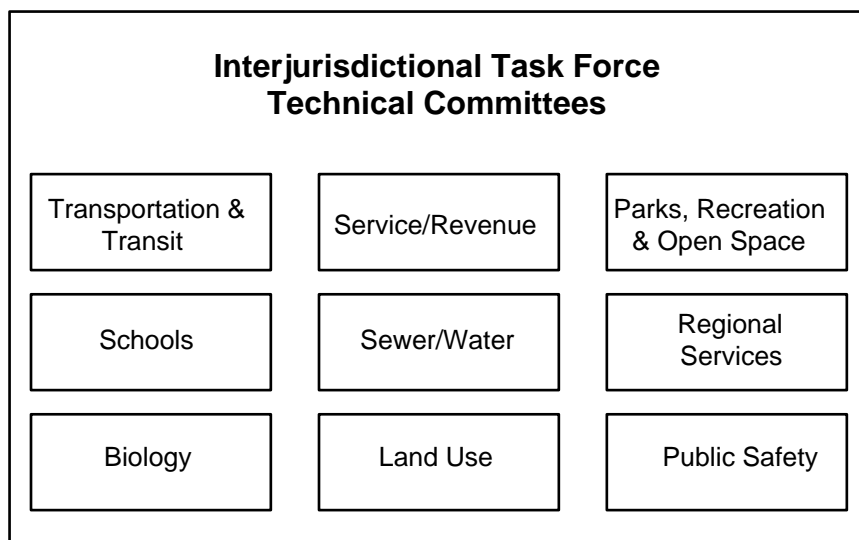 Interjurisdictional Task Force
Technical Committees
Transportation &
Transit
Service/Revenue
Parks, Recreation
& Open Space
Schools
Sewer/Water
Regional
Services
Biology
Land Use
Public Safety